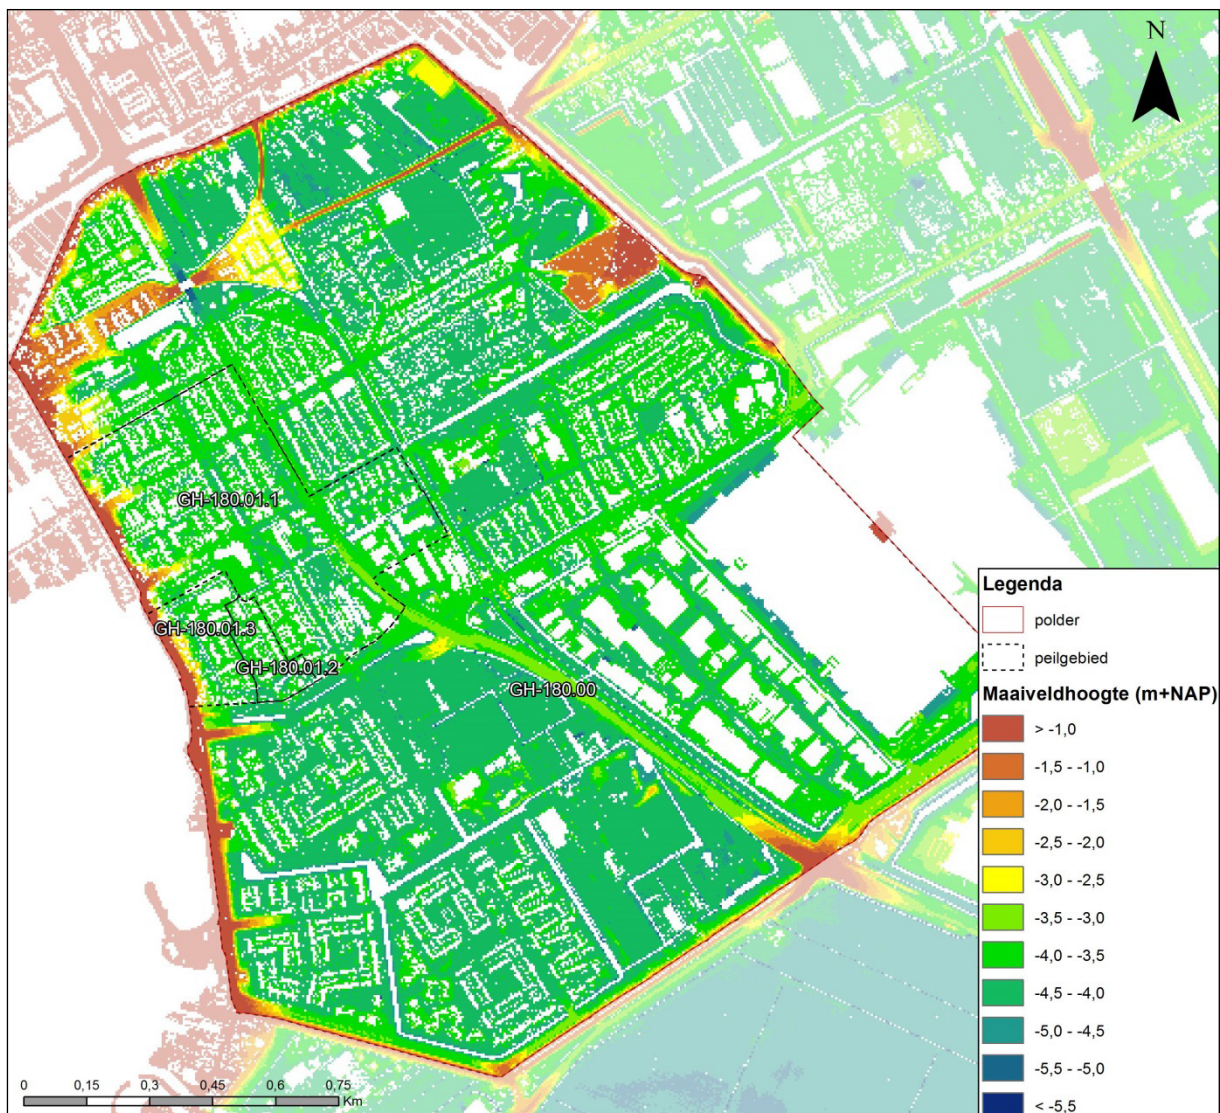 N
GH-180.01.1
GH-180.01.3
GH-180.01.2
GH-180.00
Legenda
polder
peilgebied
Maaiveldhoogte (m+NAP)
> -1,0
-1,5 - -1,0
-2,0 - -1,5
-2,5 - -2,0
-3,0 - -2,5
-3,5 - -3,0
-4,0 - -3,5
-4,5 - -4,0
-5,0 - -4,5
-5,5 - -5,0
< -5,5
0 0,15 0,3 0,45 0,6 0,75
Km